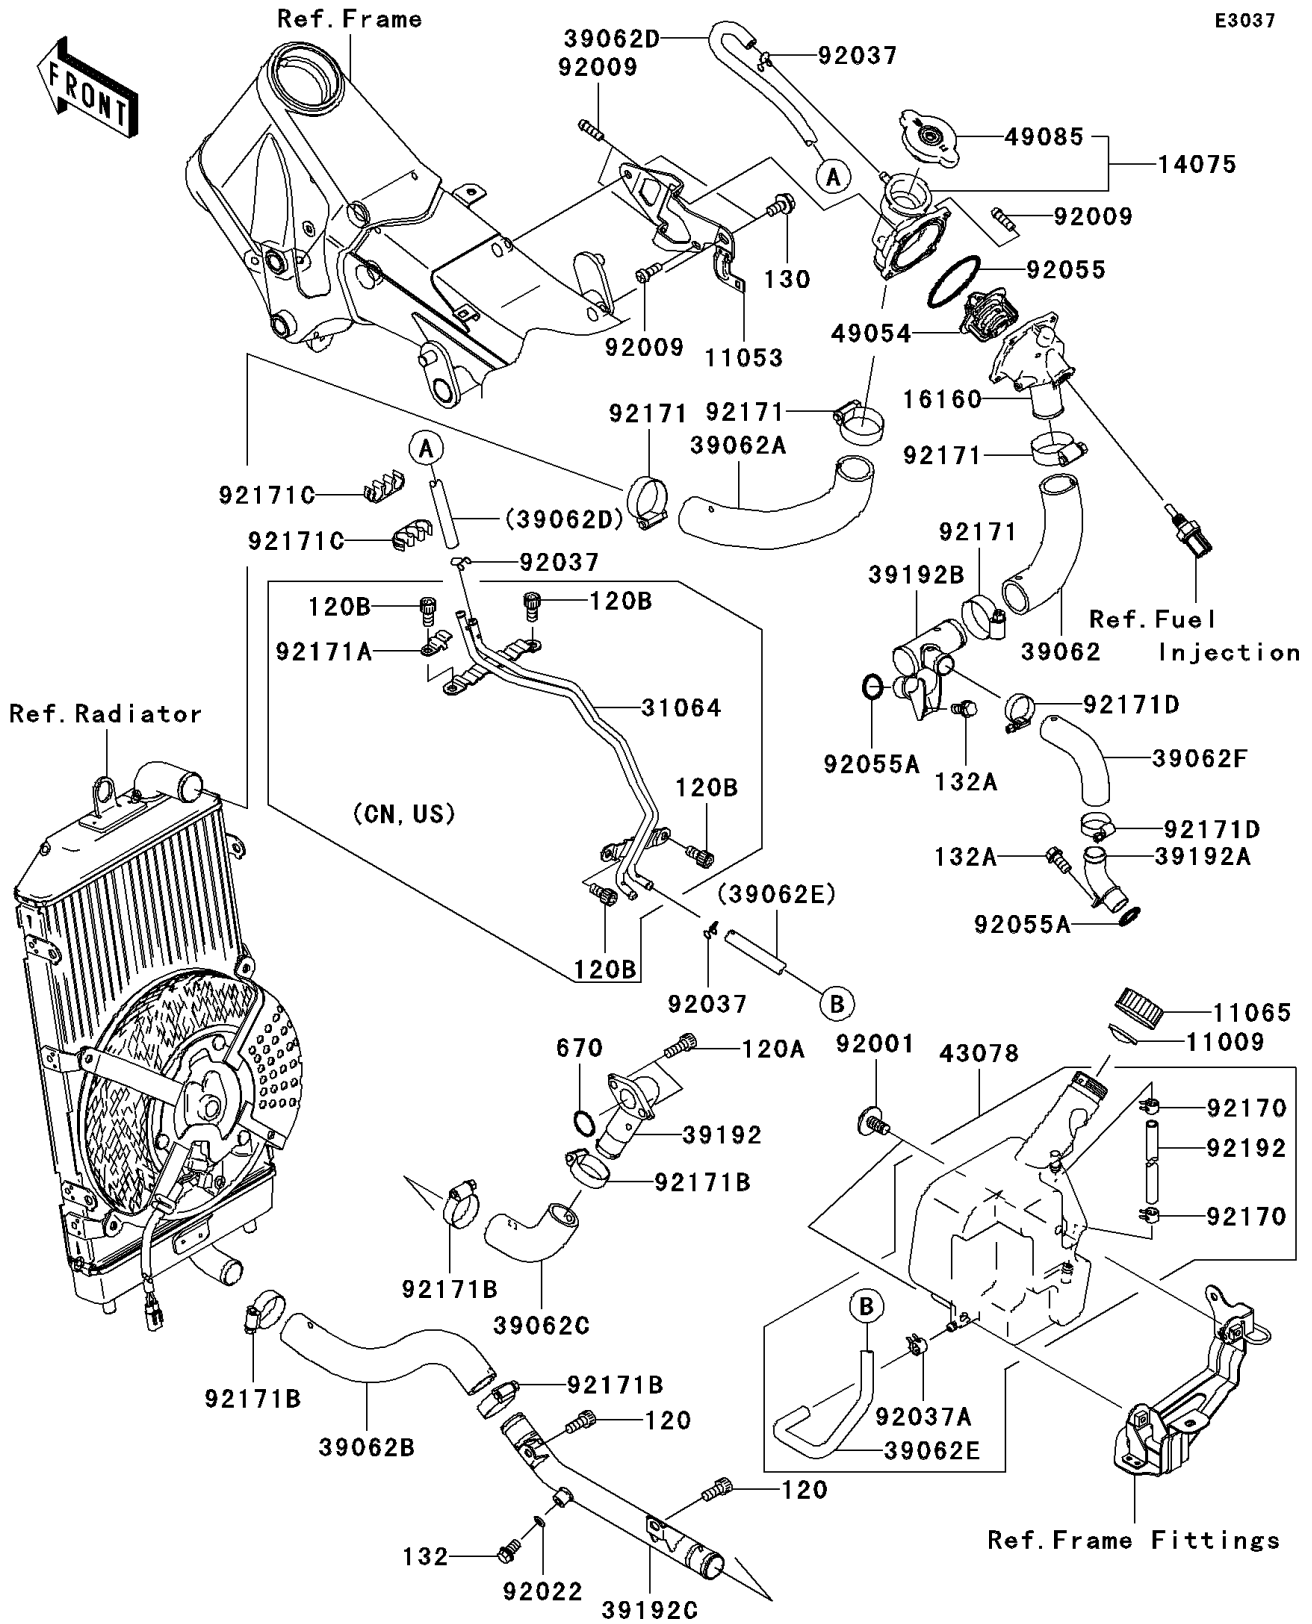 Ref.Frame
E3037
FRONT
39062D
92037
92009
49085
14075
A
92009
92055
130
49054
92009
11053
16160
92171
92171
39062A
92171
A
92171C
(39062D)
92171C
92171
92037
39192B
120B
120B
Ref.Fuel
Injection
92171A
39062
31064
92171D
Ref.Radiator
92055A
39062F
132A
120B
(CN,US)
92171D
132A
39192A
(39062E)
92055A
120B
92037
B
11065
670
120A
92001
43078
11009
92170
39192
92192
92171B
92170
92171B
B
39062C
92171B
92171B
92037A
120
39062B
39062E
120
Ref.Frame Fittings
132
92022
39192C